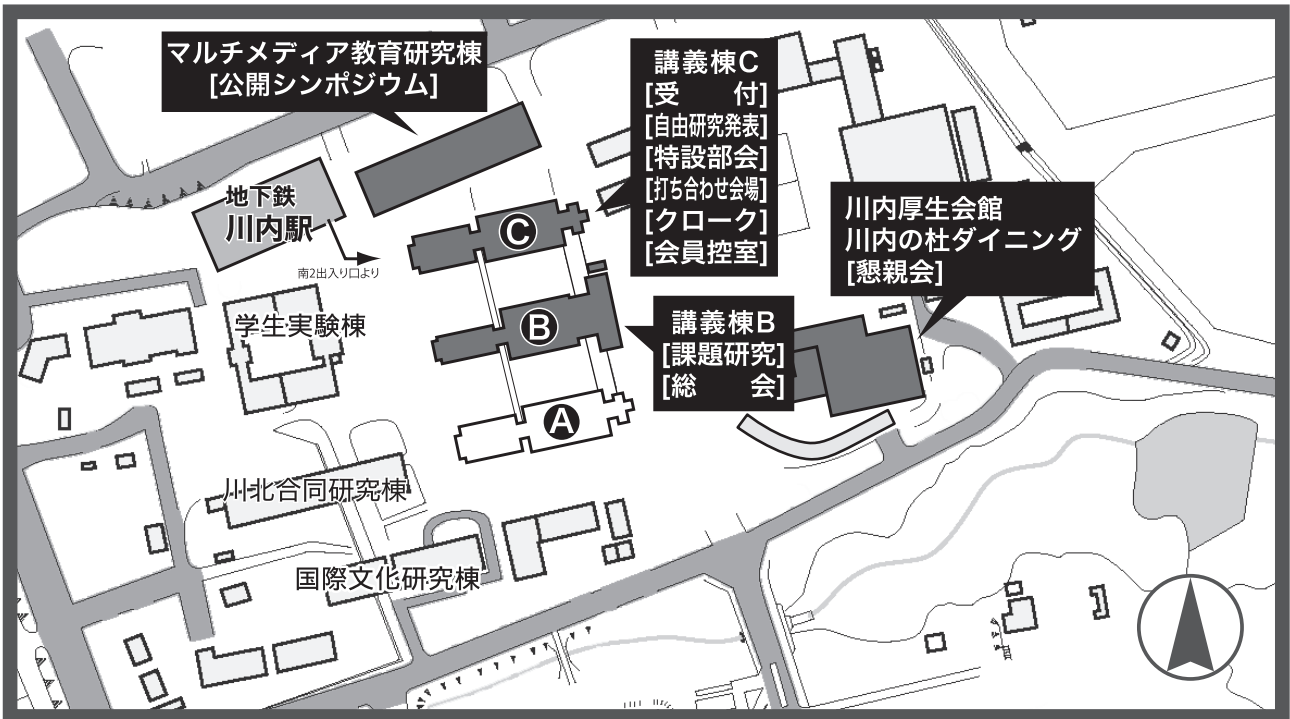 マルチメディア教育研究棟
[公開シンポジウム]
講義棟C
[受　　付]
[自由研究発表]
[特設部会]
[打ち合わせ会場]
[クローク]
[会員控室]
地下鉄
川内駅
南2出入り口より
川内厚生会館
川内の杜ダイニング
[懇親会]
C
学生実験棟
B
講義棟B
[課題研究]
[総　　会]
A
川北合同研究棟
国際文化研究棟